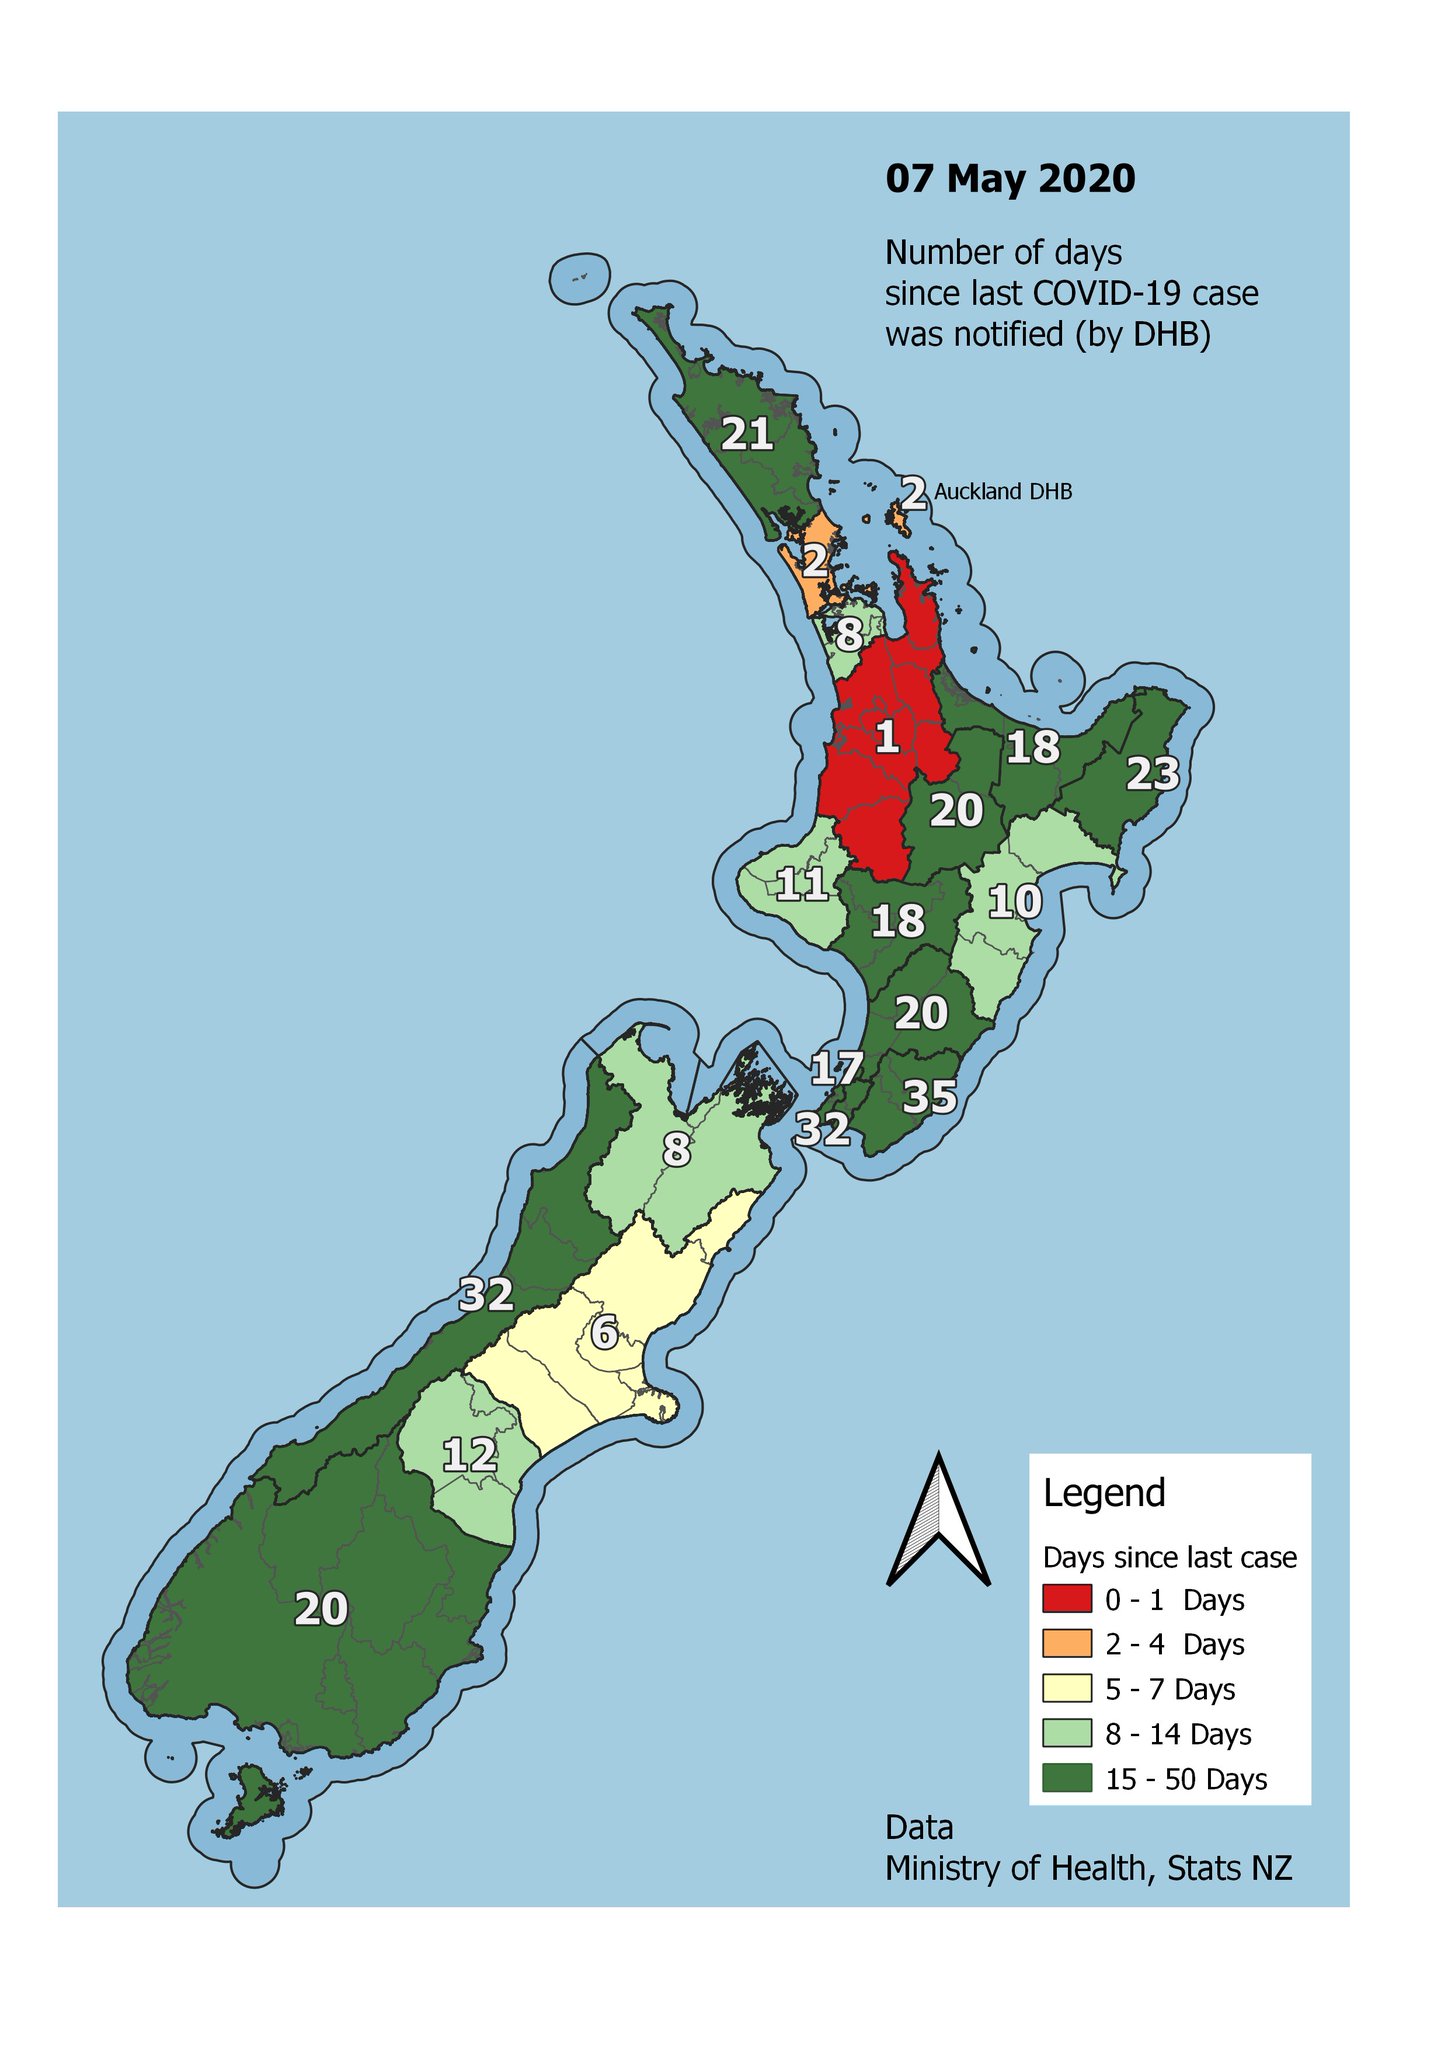 07 May 2020
Number of days
since last COVID-19 case
was notified (by DHB)
21
2 Auckland DHB
2
8
1
18
23
20
11
18
10
20
17
35
32
8
32
6
12
20
Legend
Days since last case
0 - 1 Days
2 - 4 Days
5 - 7 Days
8 - 14 Days
15 - 50 Days
Data
Ministry of Health, Stats NZ